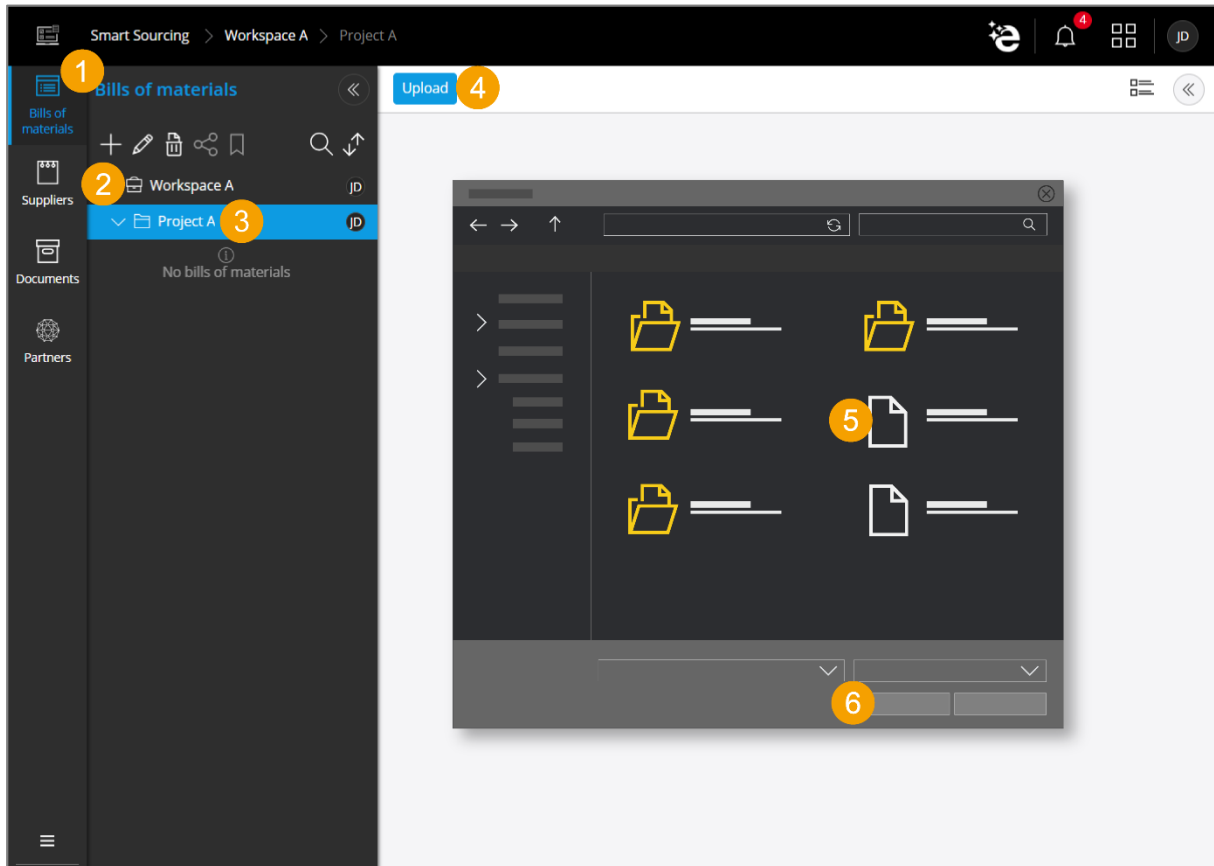 Smart Sourcing > Workspace A > Project A
4
JD
1
Bills of materials
Bills of materials
Upload
4
2
Workspace A
JD
Suppliers
Project A
3
JD
No bills of materials
Documents
Partners
5
6